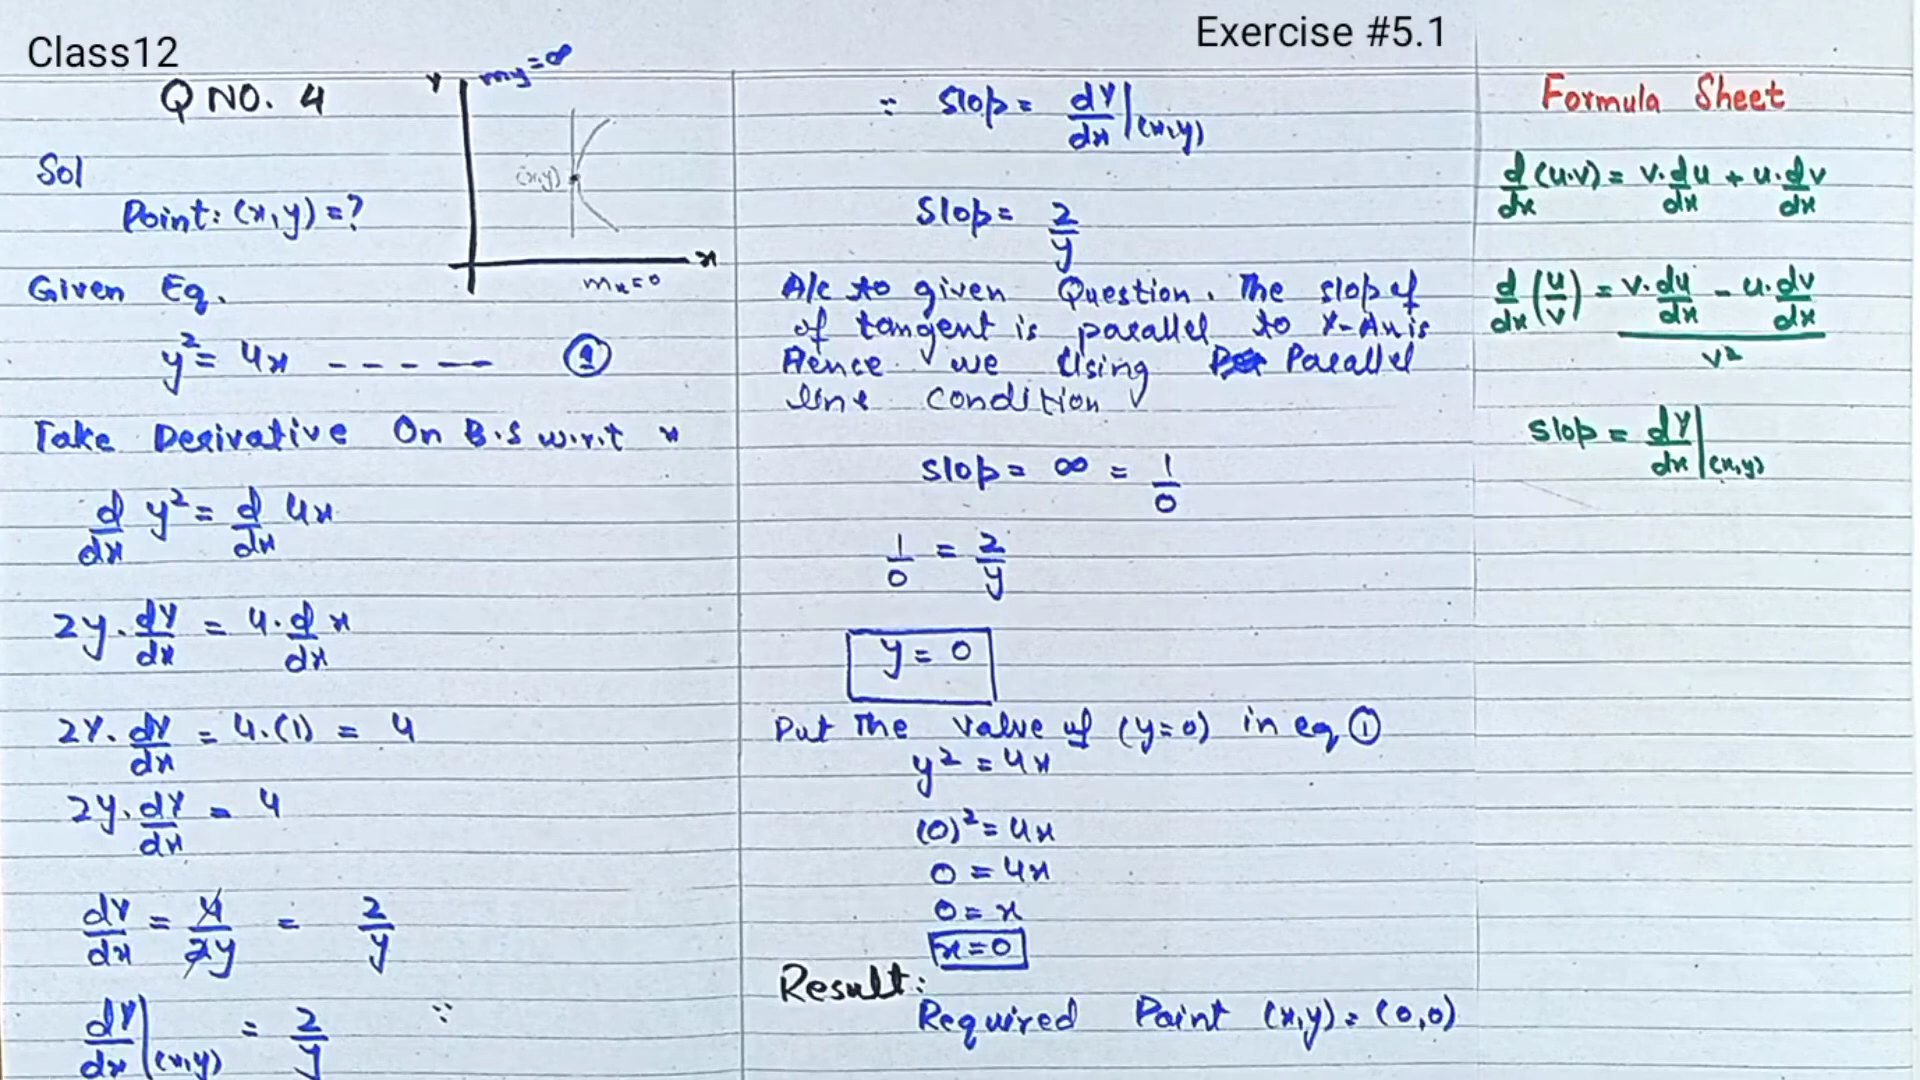 Class12
Exercise #5.1
Q NO. 4
Y my=∞
(x,y)
x
mx=0
Sol
Point: (x,y)=?
Given Eq.
y²= 4x ----- ①
Take Derivative On B.S w.r.t x
d/dx y² = d/dx 4x
2y. dy/dx = 4. d/dx x
2y. dy/dx = 4.(1) = 4
2y. dy/dx = 4
dy/dx = 4/2y = 2/y
dy/dx|(x,y) = 2/y ∵
∵ Slop= dy/dx|(x,y)
Slop= 2/y
A/c to given Question. The slop of
of tangent is parallel to Y-Axis
Hence we Using Parallel
line condition
Slop= ∞ = 1/0
1/0 = 2/y
y=0
Put The value of (y=0) in eq ①
y² = 4x
(0)² = 4x
0 = 4x
0 = x
x=0
Result:
Required Point (x,y)= (0,0)
Formula Sheet
d/dx (u.v) = v.du/dx + u.dv/dx
d/dx (u/v) = v.du/dx - u.dv/dx
v²
Slop = dy/dx|(x,y)